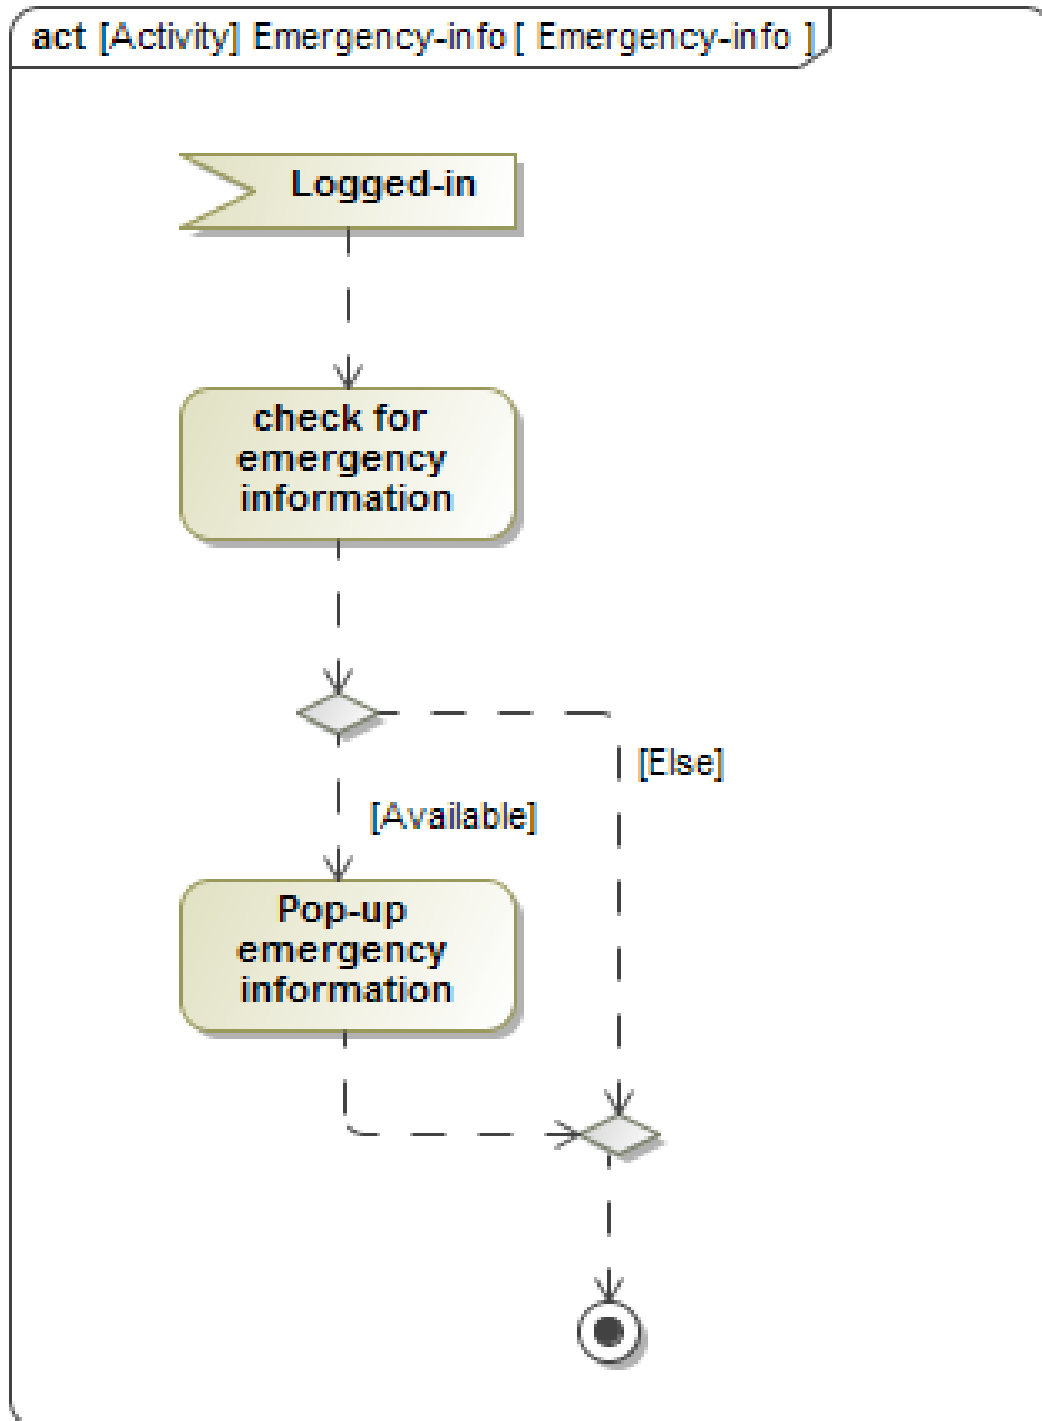 act [Activity] Emergency-info [ Emergency-info ]
Logged-in
check for
emergency
information
[Else]
[Available]
Pop-up
emergency
information